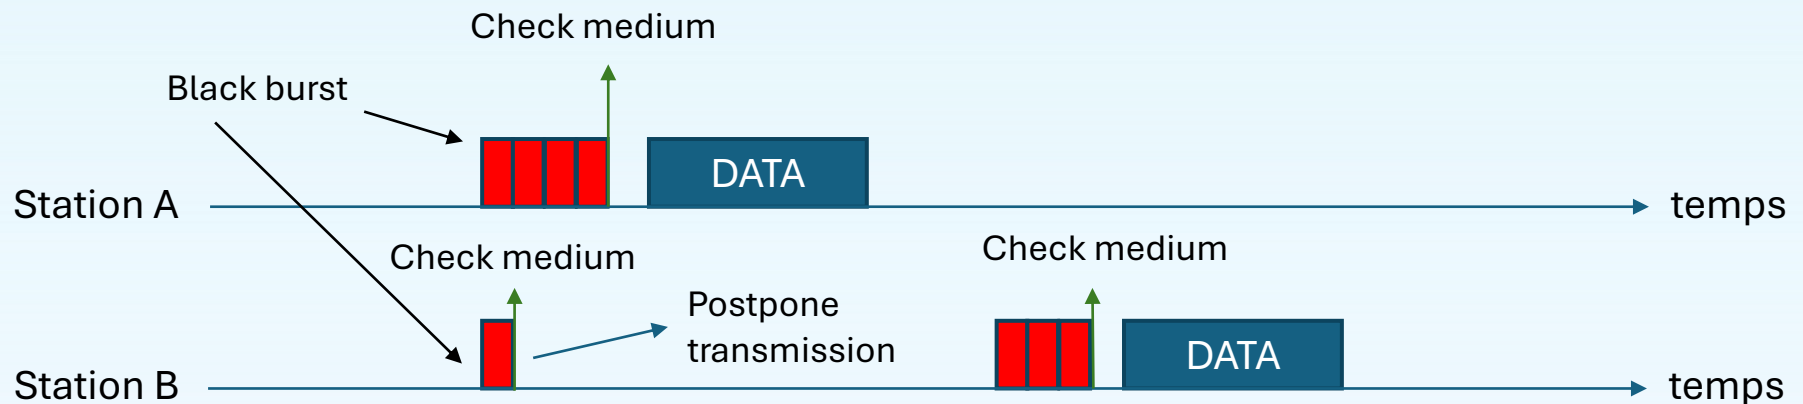 Check medium
Black burst
DATA
Station A
temps
Check medium
Check medium
Postpone
transmission
DATA
Station B
temps